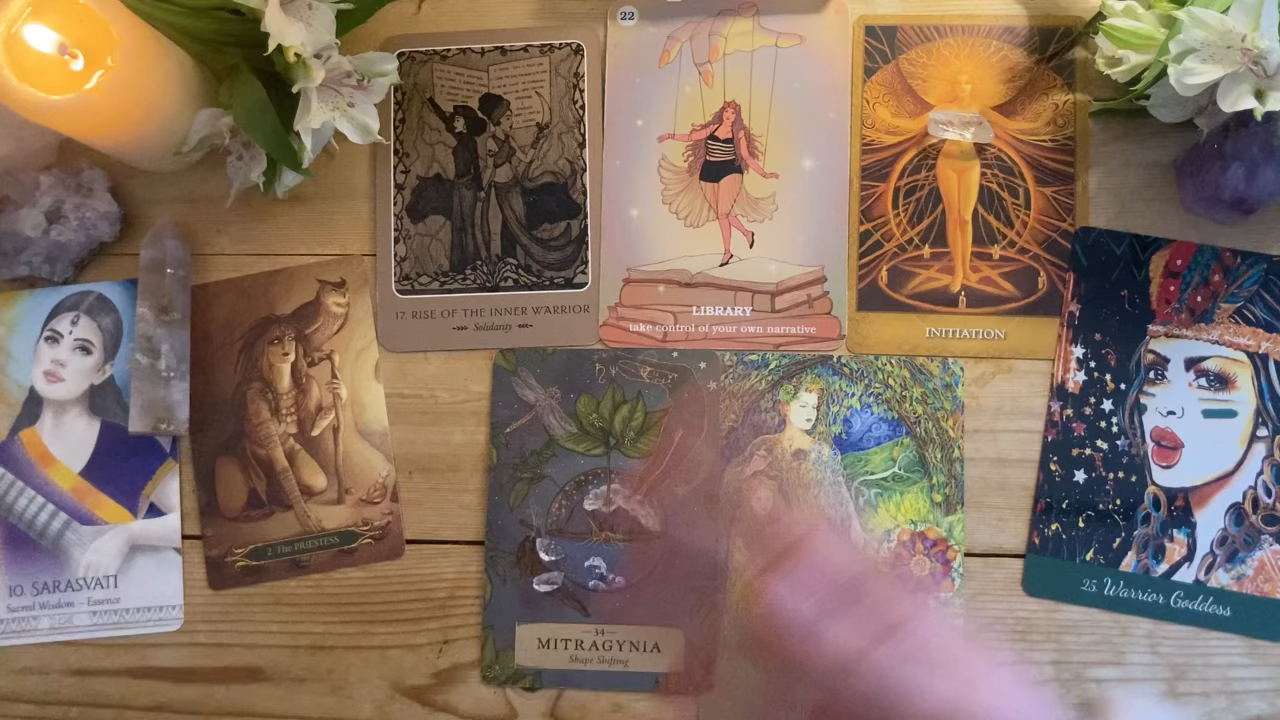 17. RISE OF THE INNER WARRIOR
Solidarity
22
LIBRARY
take control of your own narrative
INITIATION
10. SARASVATI
Sacred Wisdom ~ Essence
2. The PRIESTESS
34
MITRAGYNIA
Shape Shifting
25. Warrior Goddess